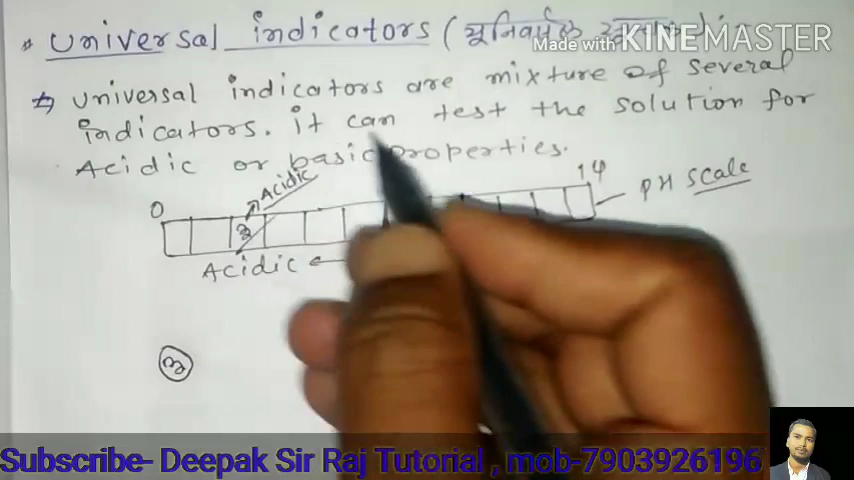 * Universal indicators (यूनिवर्सल सूचक)
Made with KINEMASTER
⇒ Universal indicators are mixture of several
indicators. It can test the solution for
Acidic or basic properties.
Acidic
0 3 14 PH Scale
Acidic ←
3
Subscribe- Deepak Sir Raj Tutorial , mob-7903926196